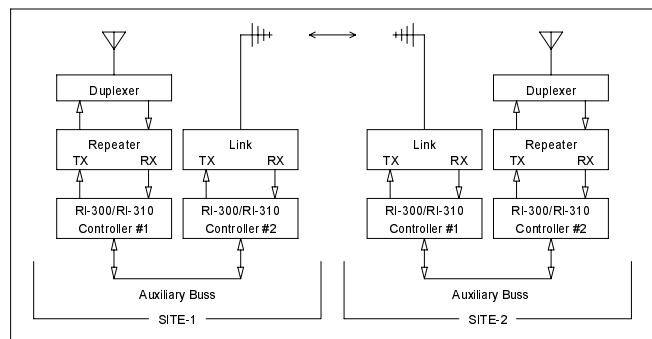 Duplexer
Repeater
TX RX
RI-300/RI-310
Controller #1
Link
TX RX
RI-300/RI-310
Controller #2
Auxiliary Buss
SITE-1
Link
TX RX
RI-300/RI-310
Controller #1
Duplexer
Repeater
TX RX
RI-300/RI-310
Controller #2
Auxiliary Buss
SITE-2